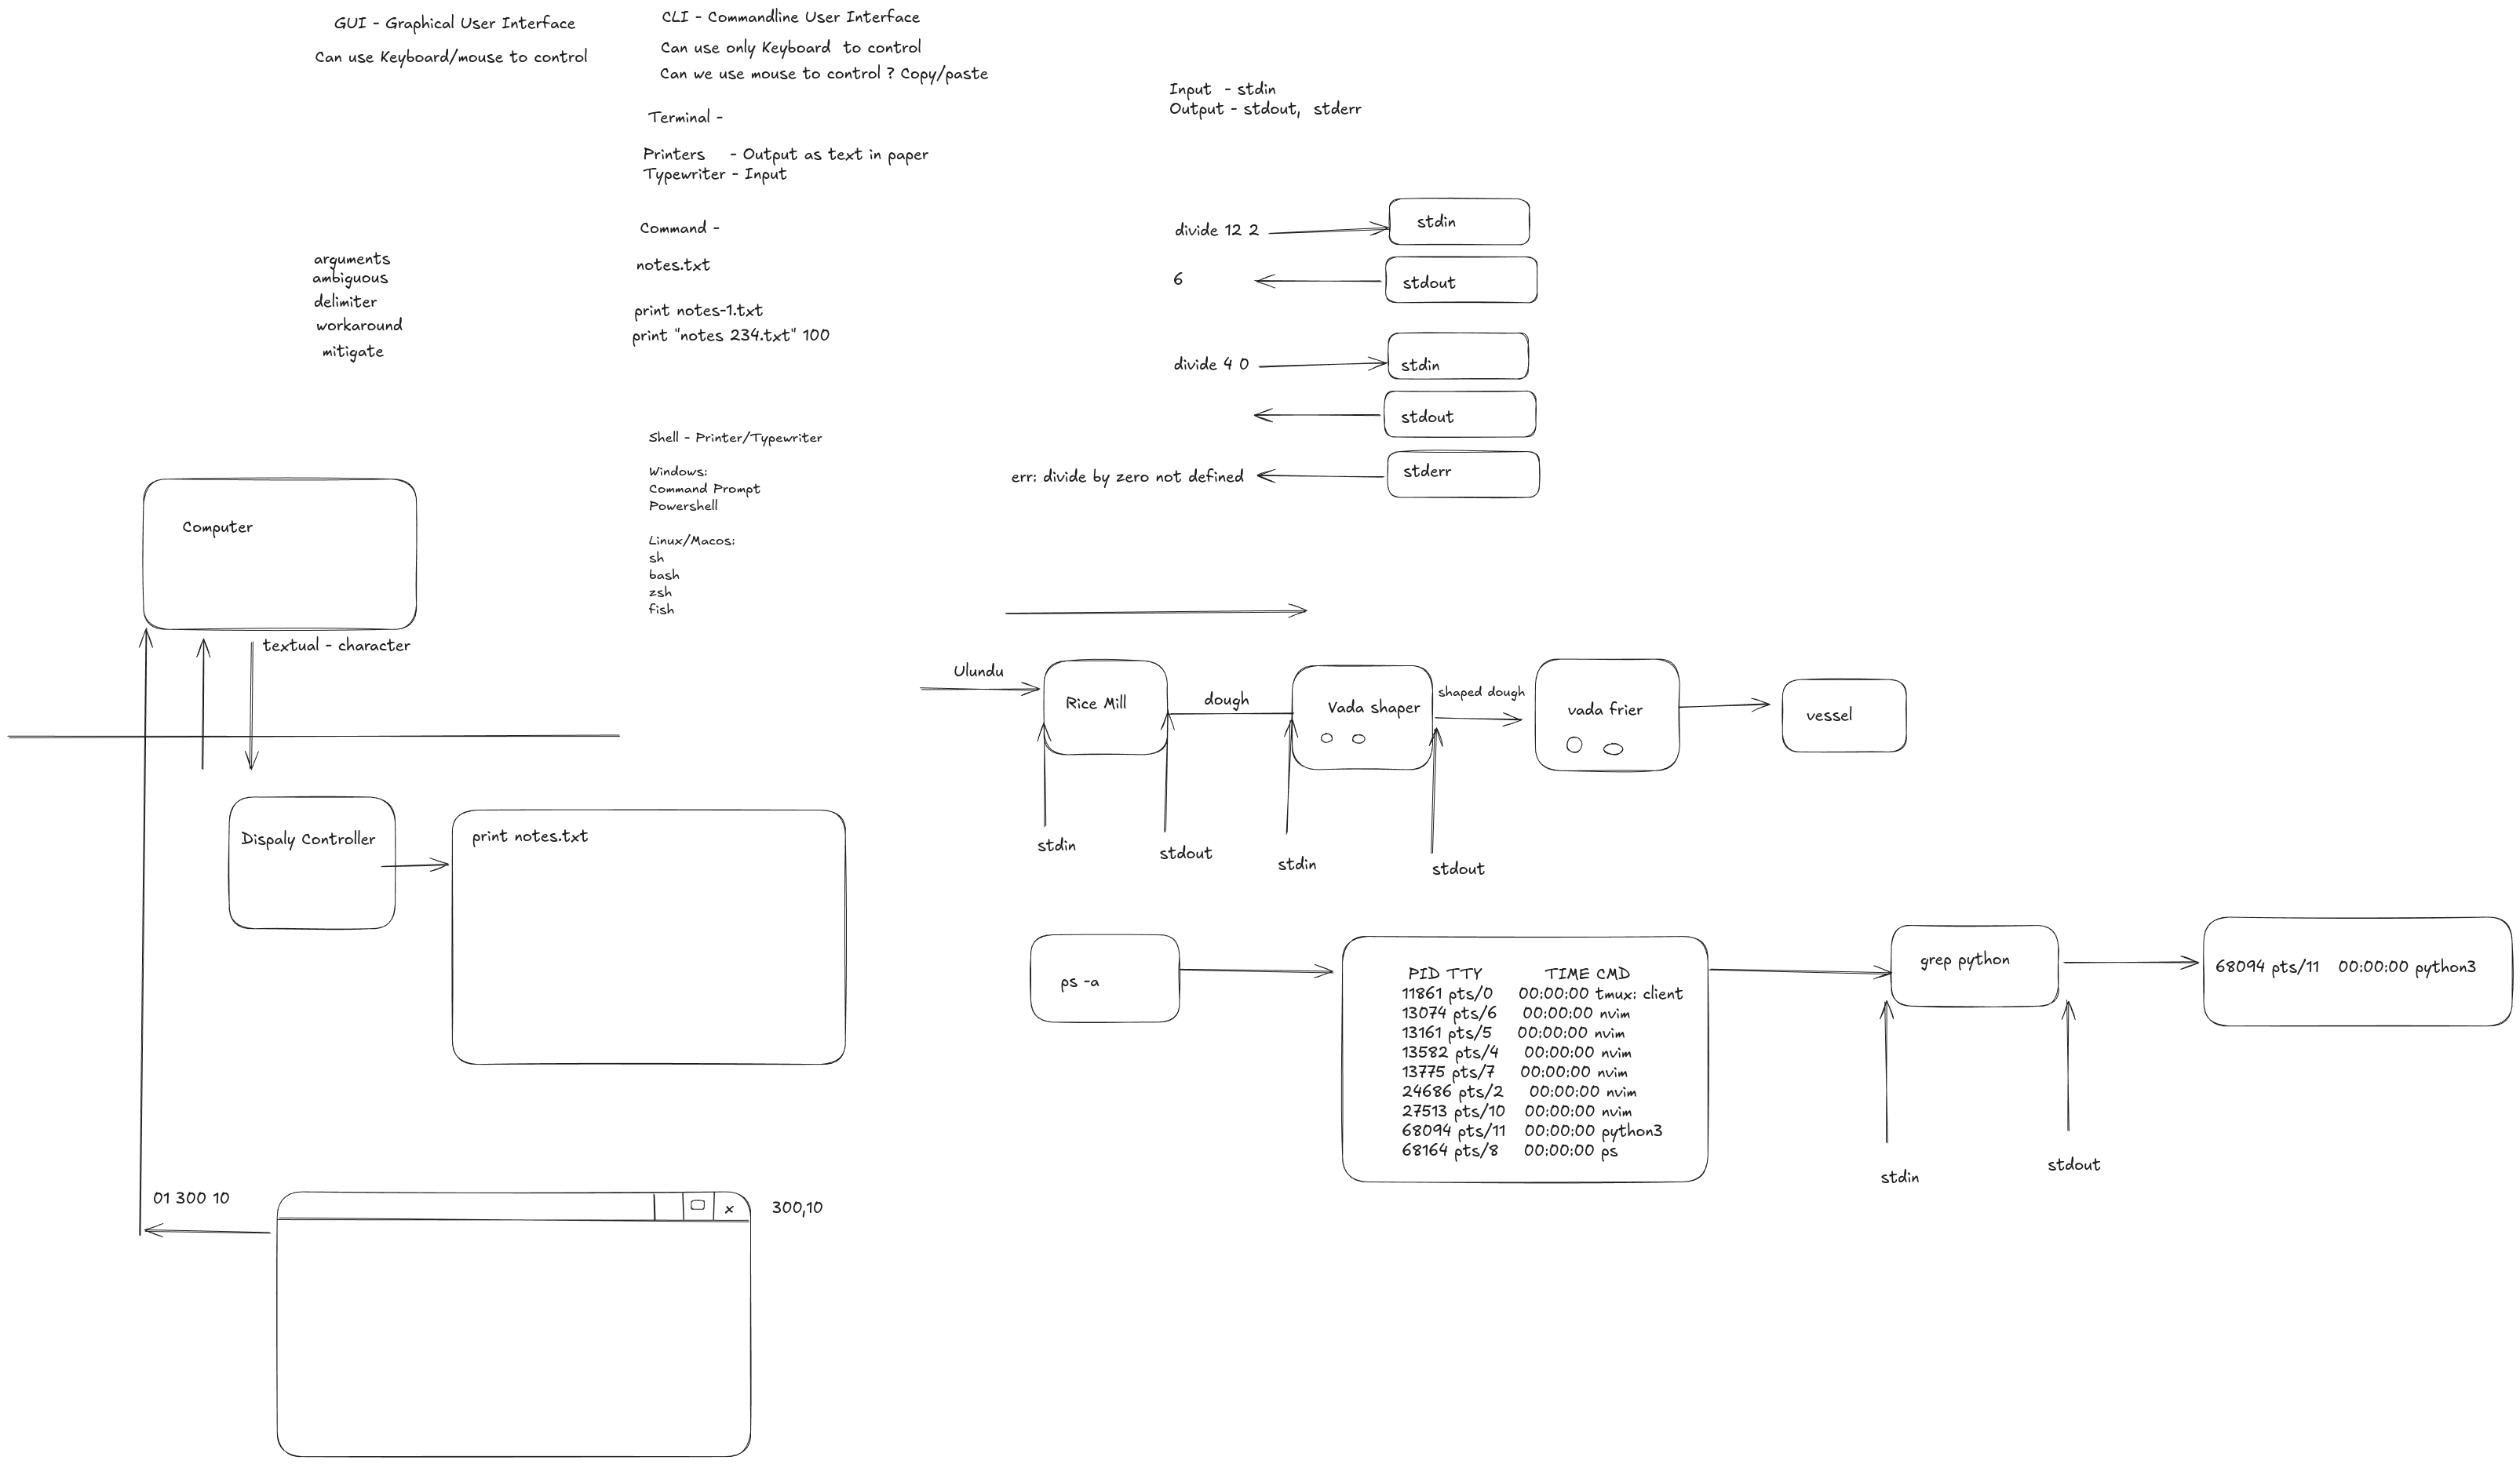 GUI - Graphical User Interface
Can use Keyboard/mouse to control
CLI - Commandline User Interface
Can use only Keyboard to control
Can we use mouse to control ? Copy/paste
Terminal -
Printers - Output as text in paper
Typewriter - Input
Command -
notes.txt
print notes-1.txt
print "notes 234.txt" 100
arguments
ambiguous
delimiter
workaround
mitigate
Shell - Printer/Typewriter
Windows:
Command Prompt
Powershell
Linux/Macos:
sh
bash
zsh
fish
Computer
textual - character
Dispaly Controller
print notes.txt
01 300 10
x
300,10
Input - stdin
Output - stdout, stderr
divide 12 2
stdin
6
stdout
divide 4 0
stdin
stdout
err: divide by zero not defined
stderr
Ulundu
Rice Mill
dough
Vada shaper
shaped dough
vada frier
vessel
stdin
stdout
stdin
stdout
ps -a
PID TTY TIME CMD
11861 pts/0 00:00:00 tmux: client
13074 pts/6 00:00:00 nvim
13161 pts/5 00:00:00 nvim
13582 pts/4 00:00:00 nvim
13775 pts/7 00:00:00 nvim
24686 pts/2 00:00:00 nvim
27513 pts/10 00:00:00 nvim
68094 pts/11 00:00:00 python3
68164 pts/8 00:00:00 ps
grep python
68094 pts/11 00:00:00 python3
stdin
stdout